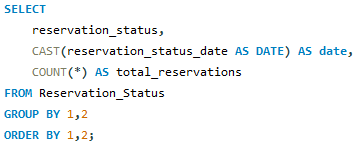 SELECT
reservation_status,
CAST(reservation_status_date AS DATE) AS date,
COUNT(*) AS total_reservations
FROM Reservation_Status
GROUP BY 1,2
ORDER BY 1,2;